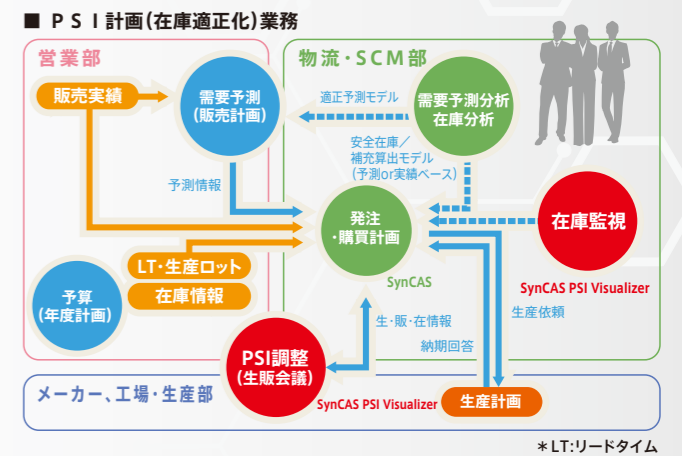 ■ PSI計画(在庫適正化)業務
営業部
物流・SCM部
販売実績
需要予測
(販売計画)
適正予測モデル
需要予測分析
在庫分析
安全在庫／
補充算出モデル
(予測or実績ベース)
予測情報
発注
・購買計画
在庫監視
LT・生産ロット
在庫情報
SynCAS
SynCAS PSI Visualizer
予算
(年度計画)
生・販・在情報
生産依頼
納期回答
PSI調整
(生販会議)
メーカー、工場・生産部
SynCAS PSI Visualizer
生産計画
＊LT:リードタイム